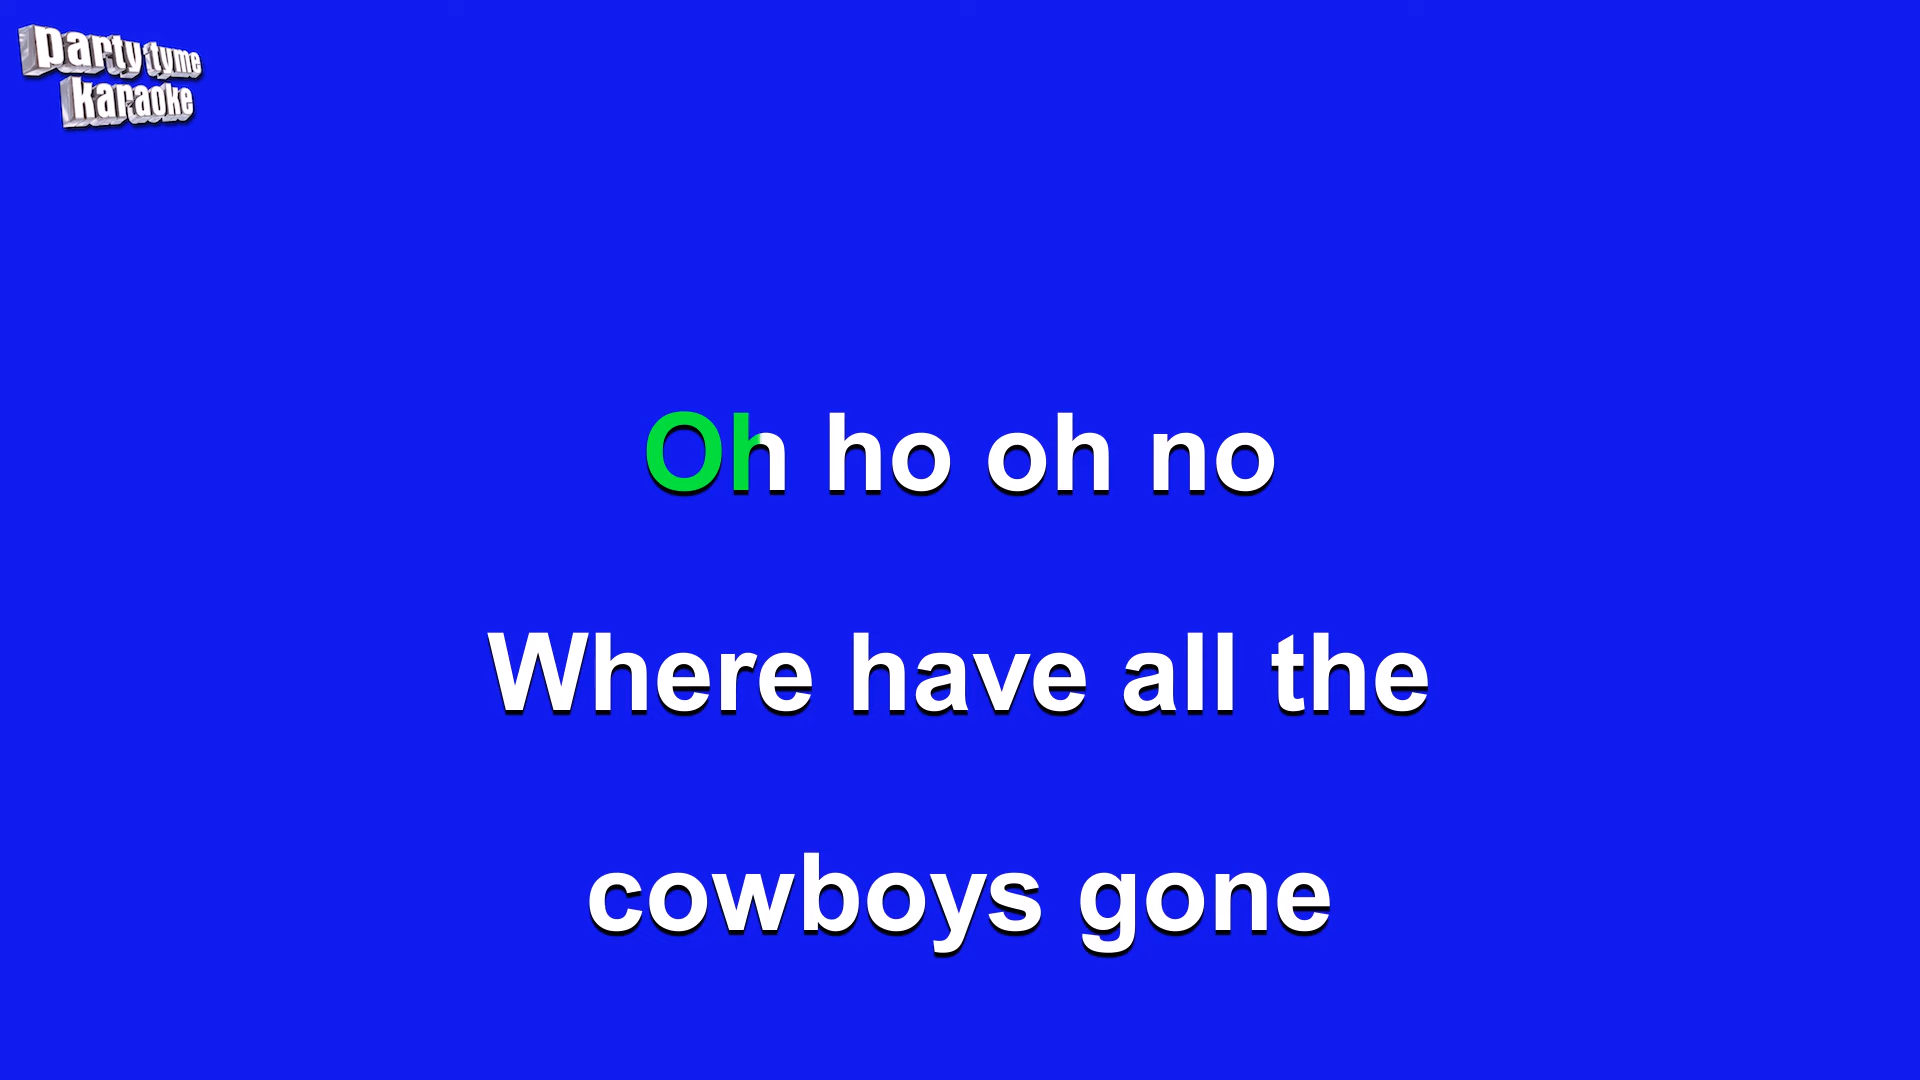 party tyme
karaoke
Oh ho oh no
Where have all the
cowboys gone